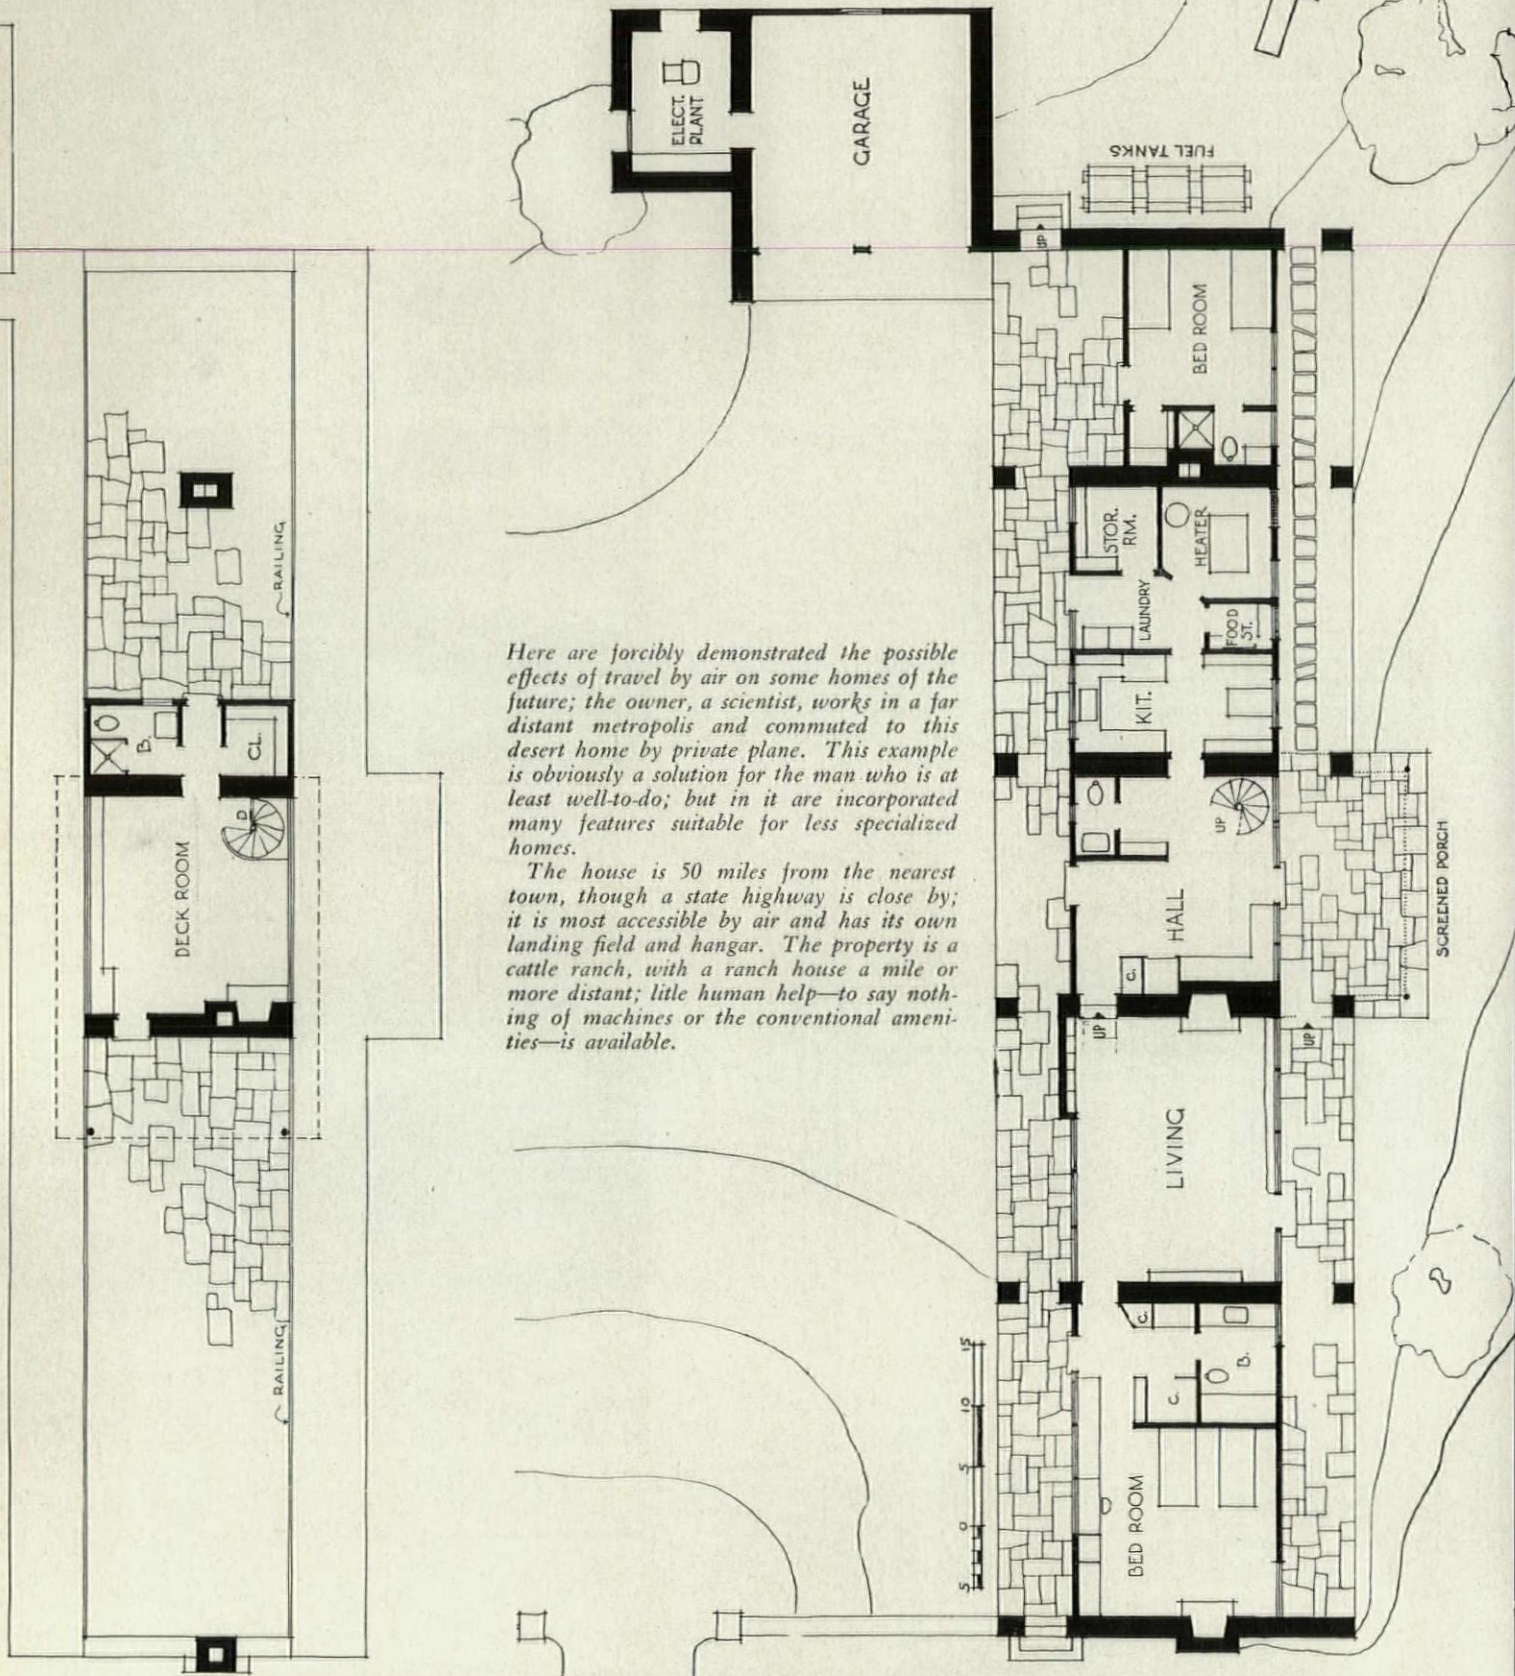 ELECT.
PLANT
GARAGE
FUEL TANKS
UP
BED ROOM
RAILING
STOR.
RM.
HEATER
LAUNDRY
FOOD
ST.
KIT.
B.
CL.
D
DECK ROOM
UP
HALL
C.
SCREENED PORCH
Here are forcibly demonstrated the possible
effects of travel by air on some homes of the
future; the owner, a scientist, works in a far
distant metropolis and commuted to this
desert home by private plane. This example
is obviously a solution for the man who is at
least well-to-do; but in it are incorporated
many features suitable for less specialized
homes.
The house is 50 miles from the nearest
town, though a state highway is close by;
it is most accessible by air and has its own
landing field and hangar. The property is a
cattle ranch, with a ranch house a mile or
more distant; litle human help—to say noth-
ing of machines or the conventional ameni-
ties—is available.
UP
UP
LIVING
RAILING
C.
B.
C.
BED ROOM
5 0 5 10 15